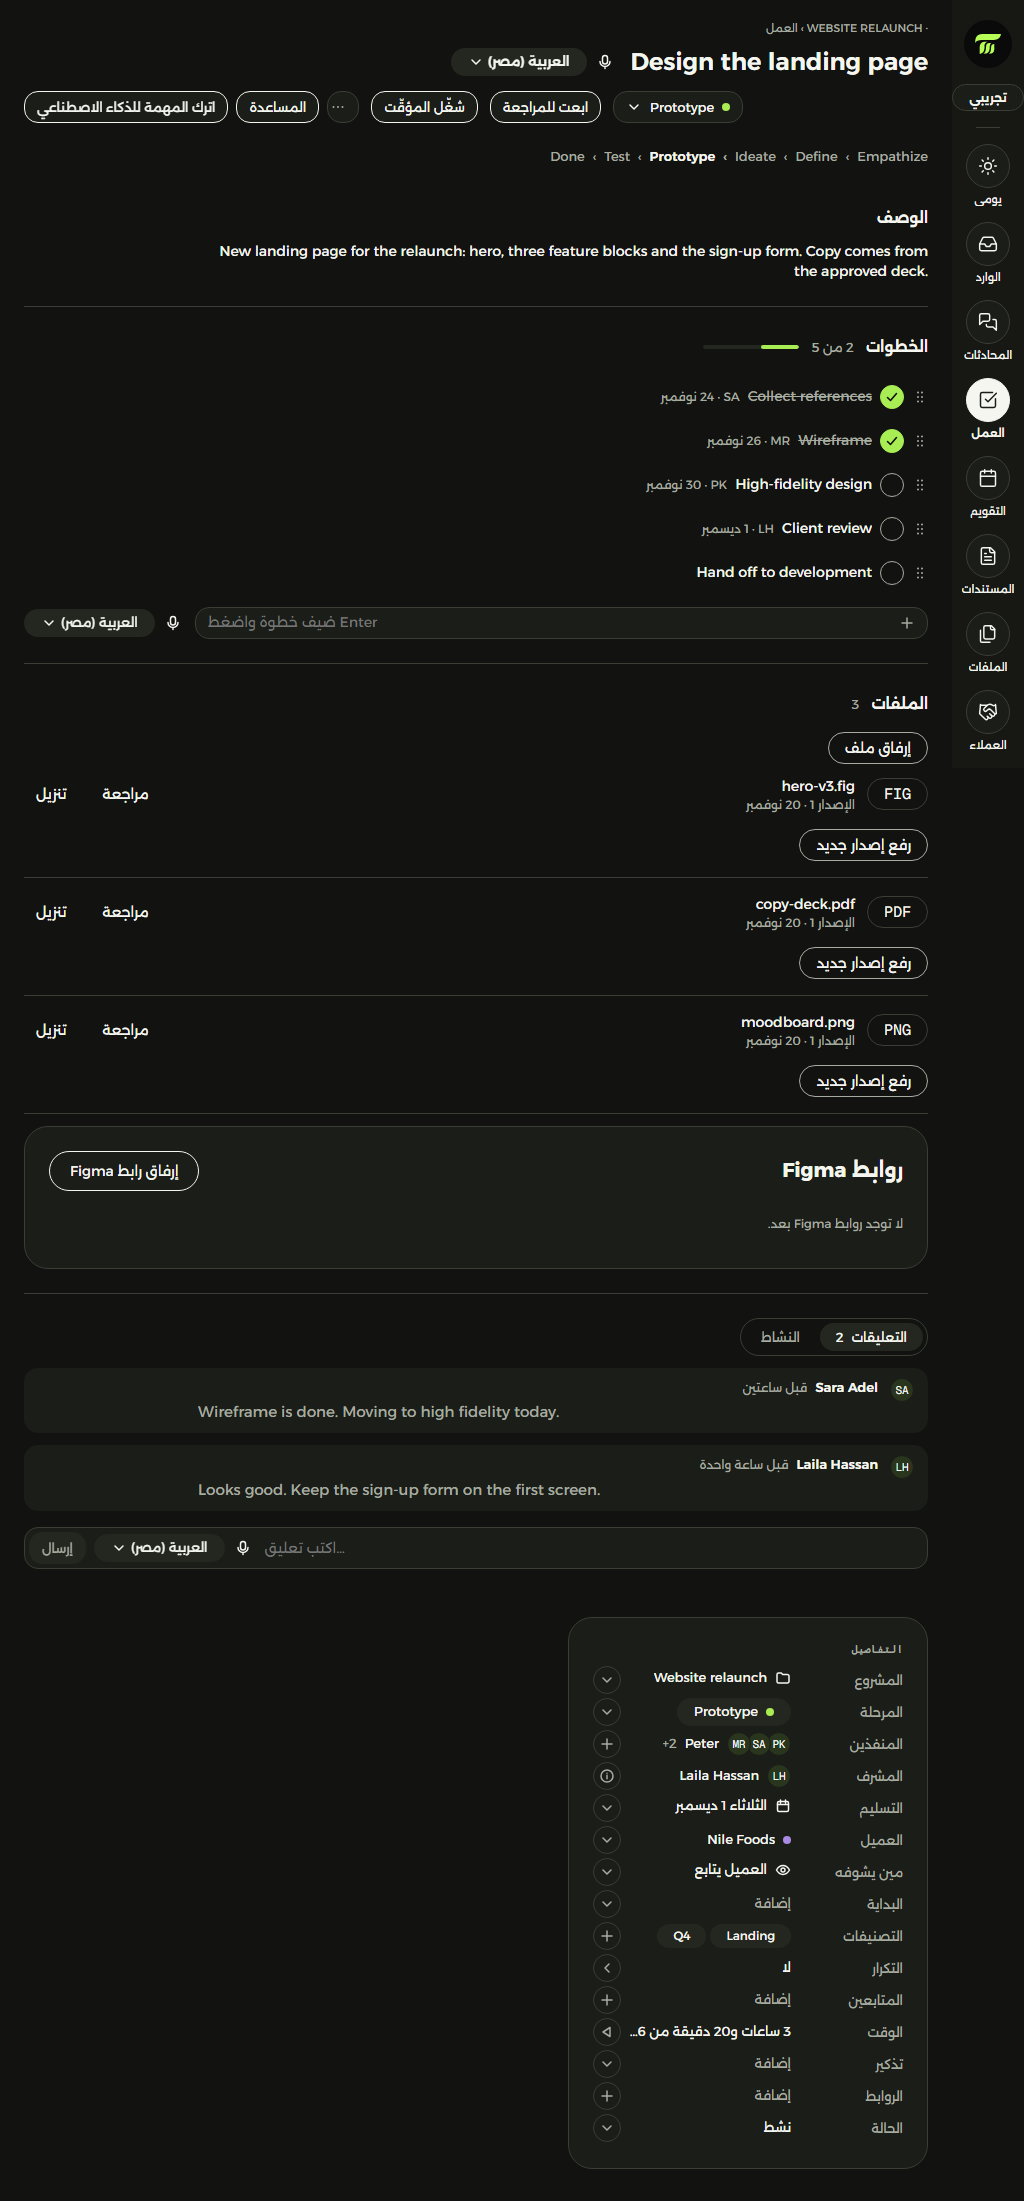 العمل › WEBSITE RELAUNCH ·
Design the landing page
العربية (مصر)
Prototype
ابعت للمراجعة
شغّل المؤقّت
المساعدة
اترك المهمة للذكاء الاصطناعي
Empathize › Define › Ideate › Prototype › Test › Done
الوصف
New landing page for the relaunch: hero, three feature blocks and the sign-up form. Copy comes from
the approved deck.
الخطوات 2 من 5
Collect references SA · 24 نوفمبر
Wireframe MR · 26 نوفمبر
High-fidelity design PK · 30 نوفمبر
Client review LH · 1 ديسمبر
Hand off to development
ضيف خطوة واضغط Enter
العربية (مصر)
الملفات 3
إرفاق ملف
FIG
hero-v3.fig
الإصدار 1 · 20 نوفمبر
مراجعة
تنزيل
رفع إصدار جديد
PDF
copy-deck.pdf
الإصدار 1 · 20 نوفمبر
مراجعة
تنزيل
رفع إصدار جديد
PNG
moodboard.png
الإصدار 1 · 20 نوفمبر
مراجعة
تنزيل
رفع إصدار جديد
روابط Figma
إرفاق رابط Figma
لا توجد روابط Figma بعد.
التعليقات 2
النشاط
SA Sara Adel قبل ساعتين
Wireframe is done. Moving to high fidelity today.
LH Laila Hassan قبل ساعة واحدة
Looks good. Keep the sign-up form on the first screen.
اكتب تعليق...
العربية (مصر)
إرسال
التفاصيل
المشروع Website relaunch
المرحلة Prototype
المنفذين PK SA MR Peter +2
المشرف LH Laila Hassan
التسليم الثلاثاء 1 ديسمبر
العميل Nile Foods
مين يشوفه العميل يتابع
البداية إضافة
التصنيفات Landing Q4
التكرار لا
المتابعين إضافة
الوقت 3 ساعات و20 دقيقة من 6...
تذكير إضافة
الروابط إضافة
الحالة نشط
تجريبي
يومي
الوارد
المحادثات
العمل
التقويم
المستندات
الملفات
العملاء